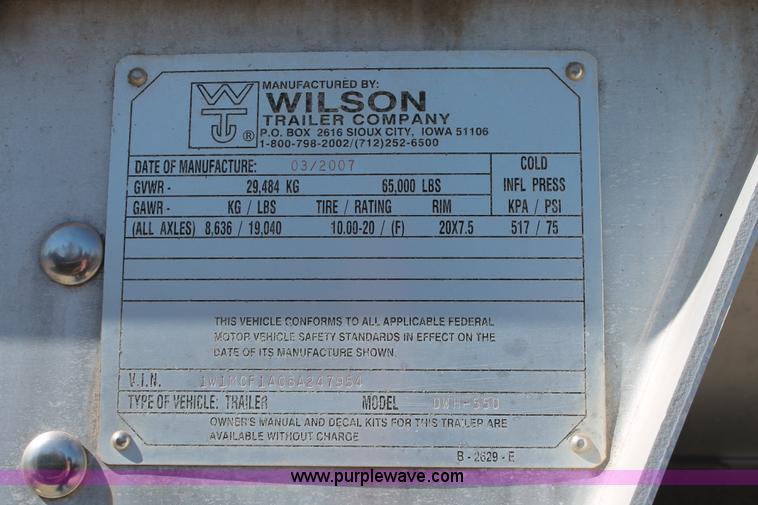 MANUFACTURED BY:
WILSON
TRAILER COMPANY
P.O. BOX 2616 SIOUX CITY, IOWA 51106
1-800-798-2002/(712)252-6500
WT ®
DATE OF MANUFACTURE: 03/2007 COLD
GVWR - 29,484 KG 65,000 LBS INFL PRESS
GAWR - KG / LBS TIRE / RATING RIM KPA / PSI
(ALL AXLES) 8,636 / 19,040 10.00-20 / (F) 20X7.5 517 / 75
THIS VEHICLE CONFORMS TO ALL APPLICABLE FEDERAL
MOTOR VEHICLE SAFETY STANDARDS IN EFFECT ON THE
DATE OF ITS MANUFACTURE SHOWN.
V.I.N. 1W1MCF1AC6A247954
TYPE OF VEHICLE: TRAILER MODEL DWH-550
OWNER'S MANUAL AND DECAL KITS FOR THIS TRAILER ARE
AVAILABLE WITHOUT CHARGE
B - 2629 - E
www.purplewave.com